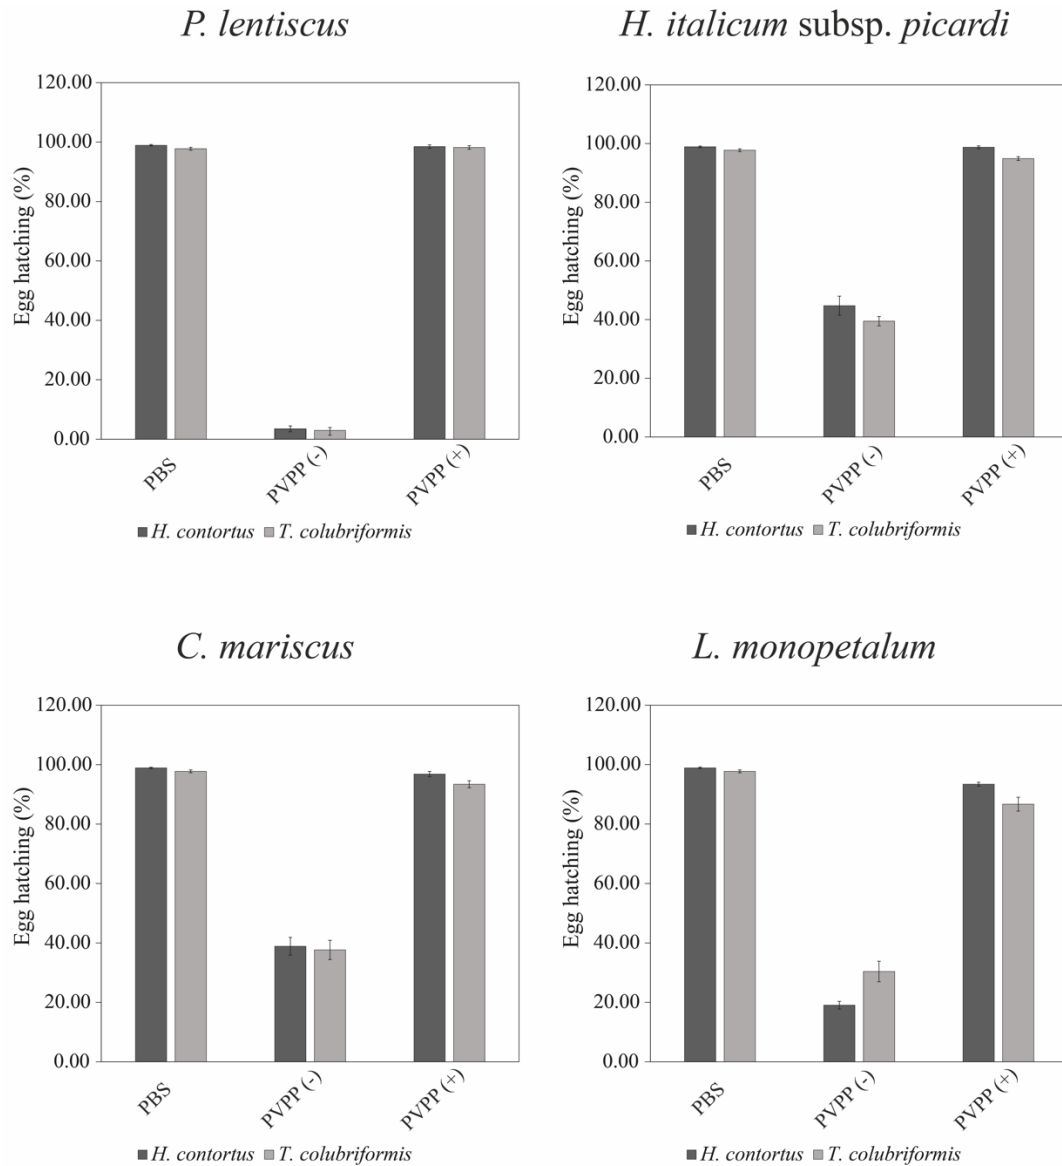 P. lentiscus
120.00
100.00
80.00
60.00
40.00
20.00
0.00
Egg hatching (%)
PBS
PVPP (-)
PVPP (+)
H. contortus T. colubriformis
H. italicum subsp. picardi
120.00
100.00
80.00
60.00
40.00
20.00
0.00
Egg hatching (%)
PBS
PVPP (-)
PVPP (+)
H. contortus T. colubriformis
C. mariscus
120.00
100.00
80.00
60.00
40.00
20.00
0.00
Egg hatching (%)
PBS
PVPP (-)
PVPP (+)
H. contortus T. colubriformis
L. monopetalum
120.00
100.00
80.00
60.00
40.00
20.00
0.00
Egg hatching (%)
PBS
PVPP (-)
PVPP (+)
H. contortus T. colubriformis